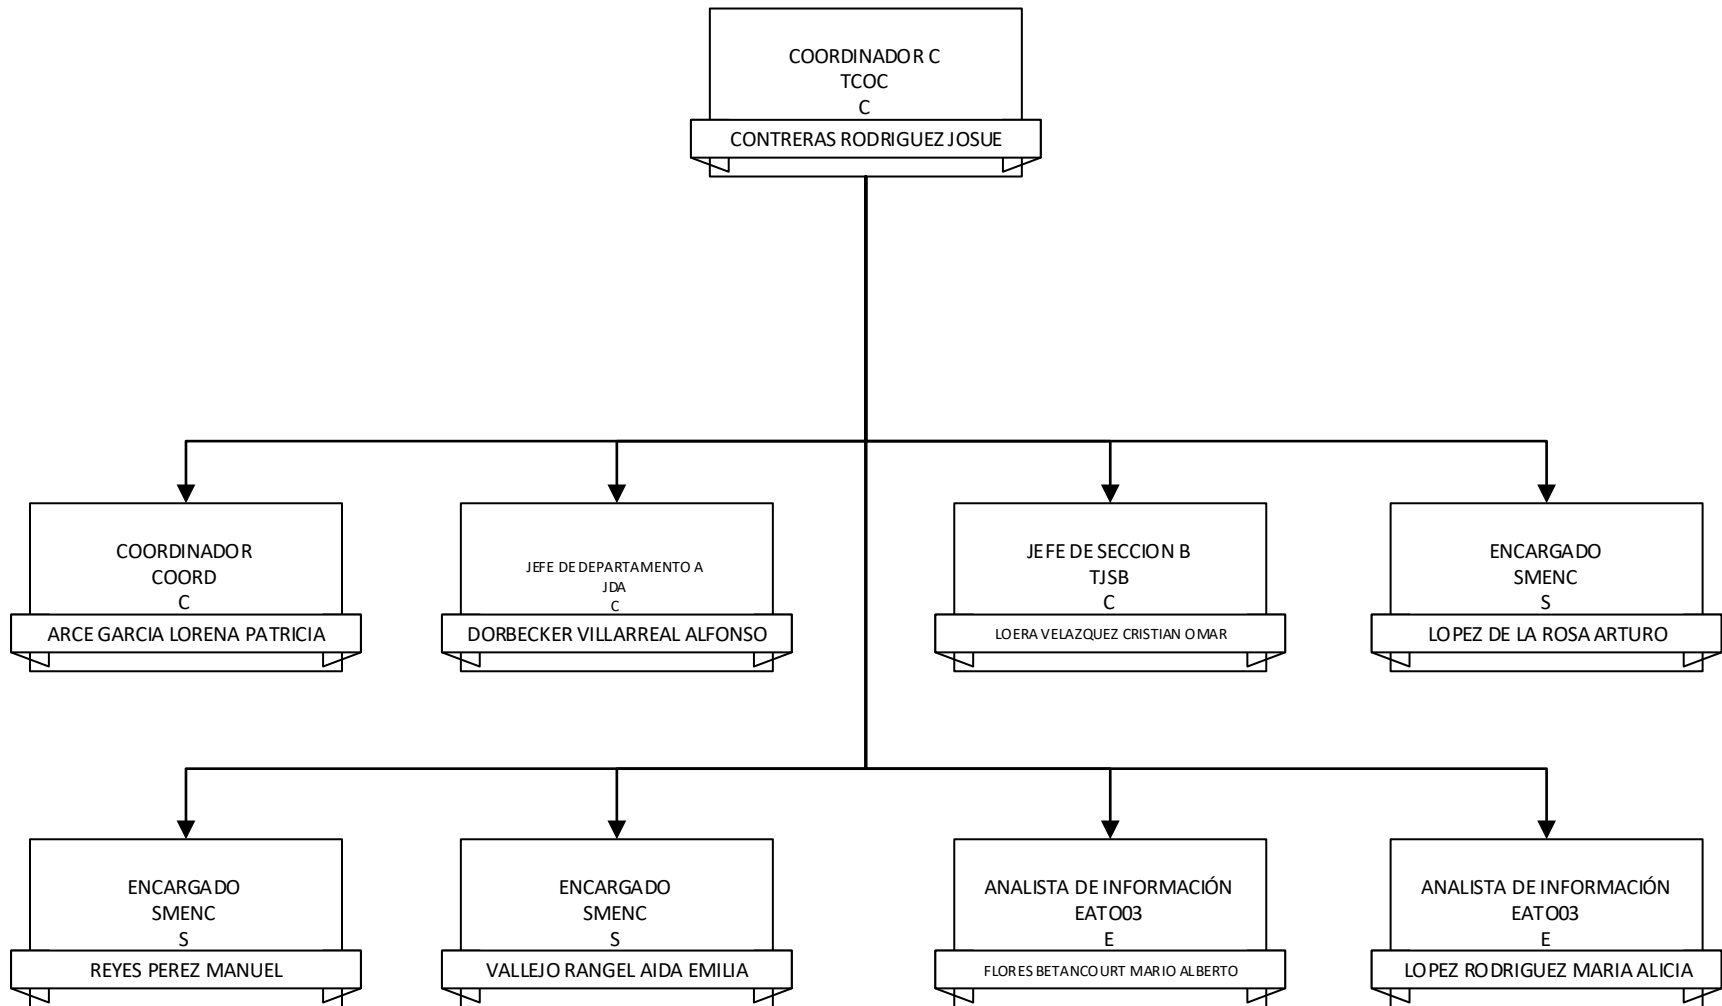 COORDINADOR C
TCOC
C
CONTRERAS RODRIGUEZ JOSUE
COORDINADOR
COORD
C
ARCE GARCIA LORENA PATRICIA
JEFE DE DEPARTAMENTO A
JDA
C
DORBECKER VILLARREAL ALFONSO
JEFE DE SECCION B
TJSB
C
LOERA VELAZQUEZ CRISTIAN OMAR
ENCARGADO
SMENC
S
LOPEZ DE LA ROSA ARTURO
ENCARGADO
SMENC
S
REYES PEREZ MANUEL
ENCARGADO
SMENC
S
VALLEJO RANGEL AIDA EMILIA
ANALISTA DE INFORMACIÓN
EATO03
E
FLORES BETANCOURT MARIO ALBERTO
ANALISTA DE INFORMACIÓN
EATO03
E
LOPEZ RODRIGUEZ MARIA ALICIA